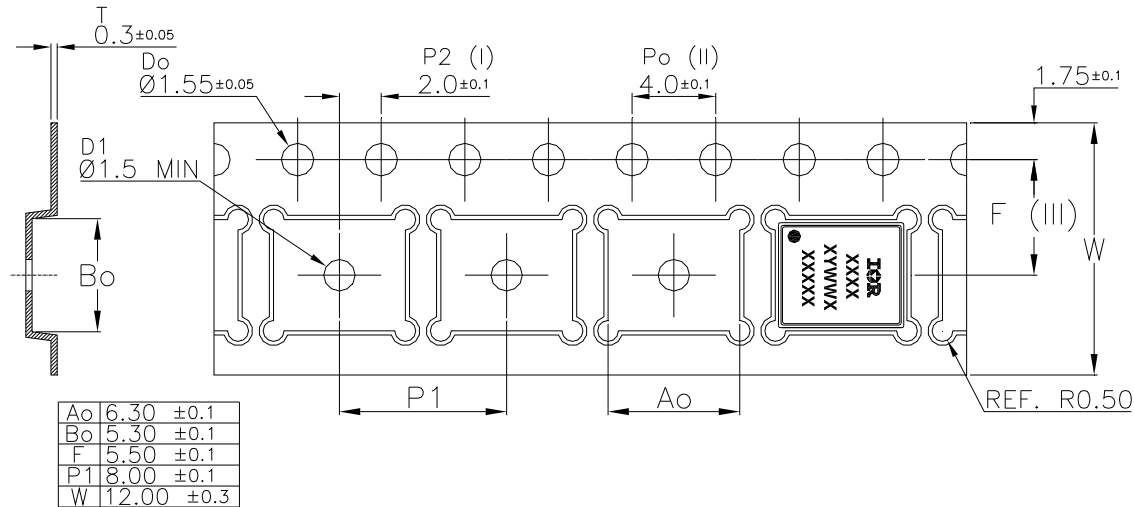 T
0.3±0.05
Do
Ø1.55±0.05
P2 (I)
2.0±0.1
Po (II)
4.0±0.1
1.75±0.1
D1
Ø1.5 MIN
F (III)
W
Bo
IOR
XXXX
XYWWX
XXXXX
P1
Ao
REF. R0.50
Ao 6.30 ±0.1
Bo 5.30 ±0.1
F 5.50 ±0.1
P1 8.00 ±0.1
W 12.00 ±0.3